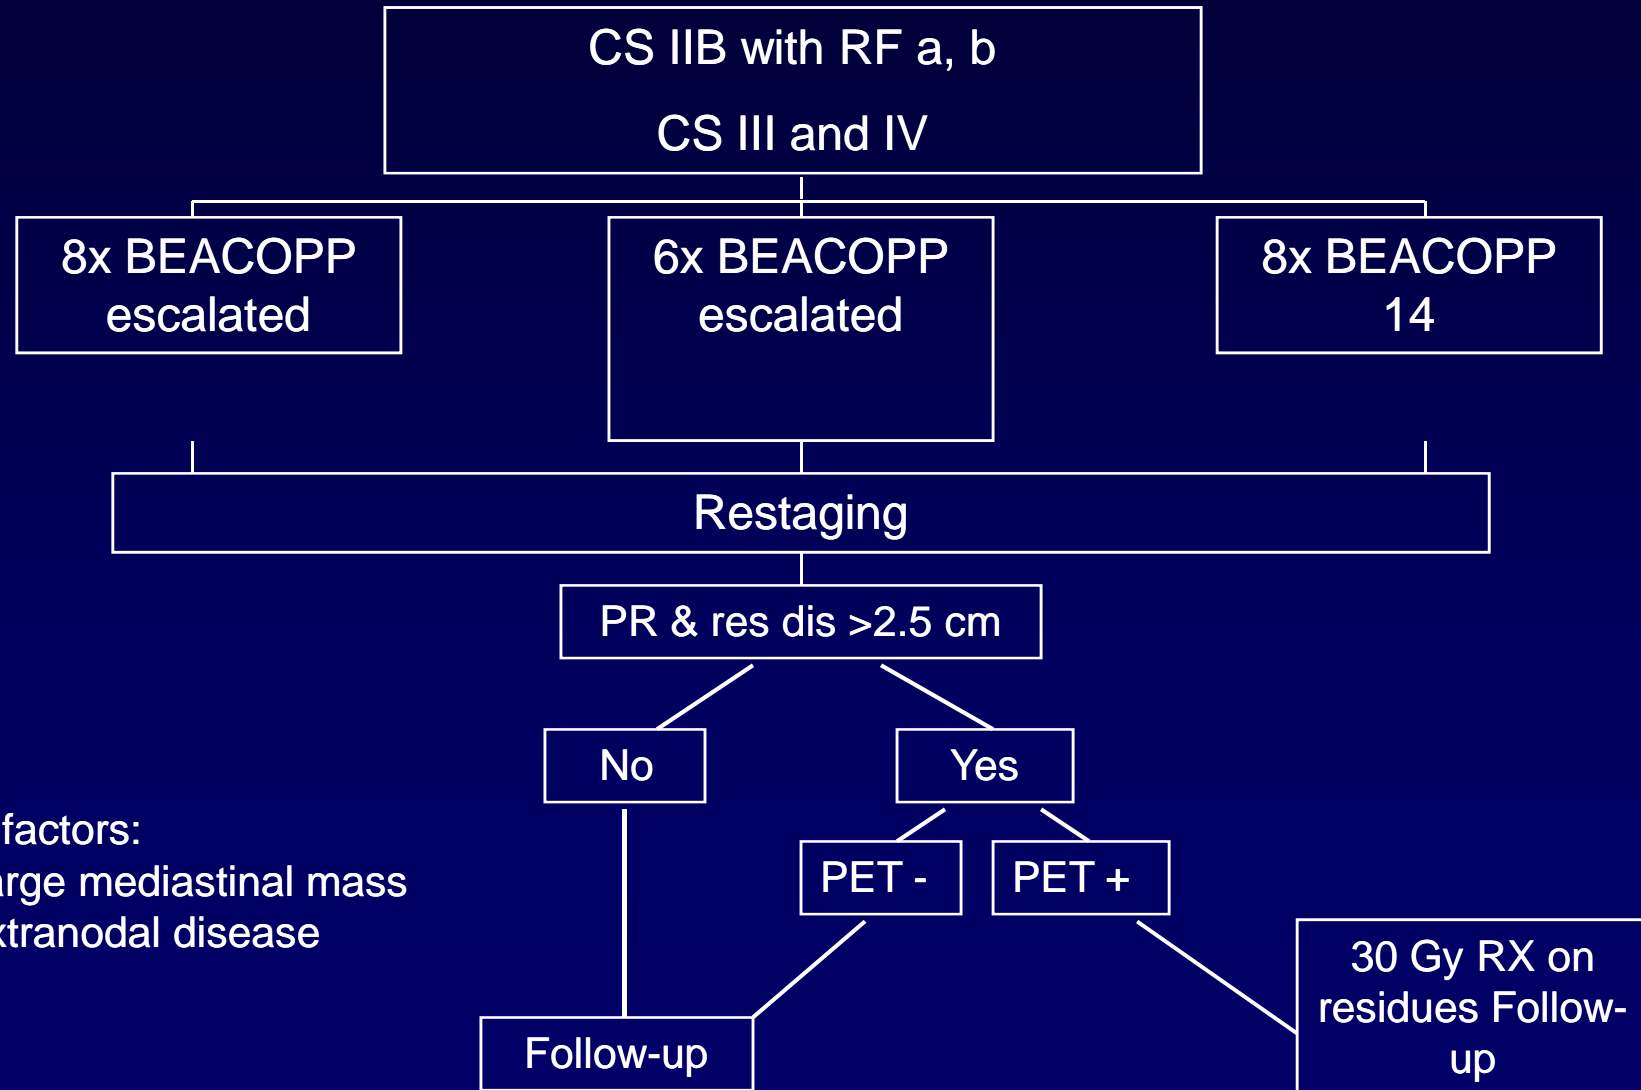 CS IIB with RF a, b
CS III and IV
8x BEACOPP
escalated
6x BEACOPP
escalated
8x BEACOPP
14
Restaging
PR & res dis >2.5 cm
No
Yes
PET -
PET +
factors:
arge mediastinal mass
xtranodal disease
Follow-up
30 Gy RX on
residues Follow-
up